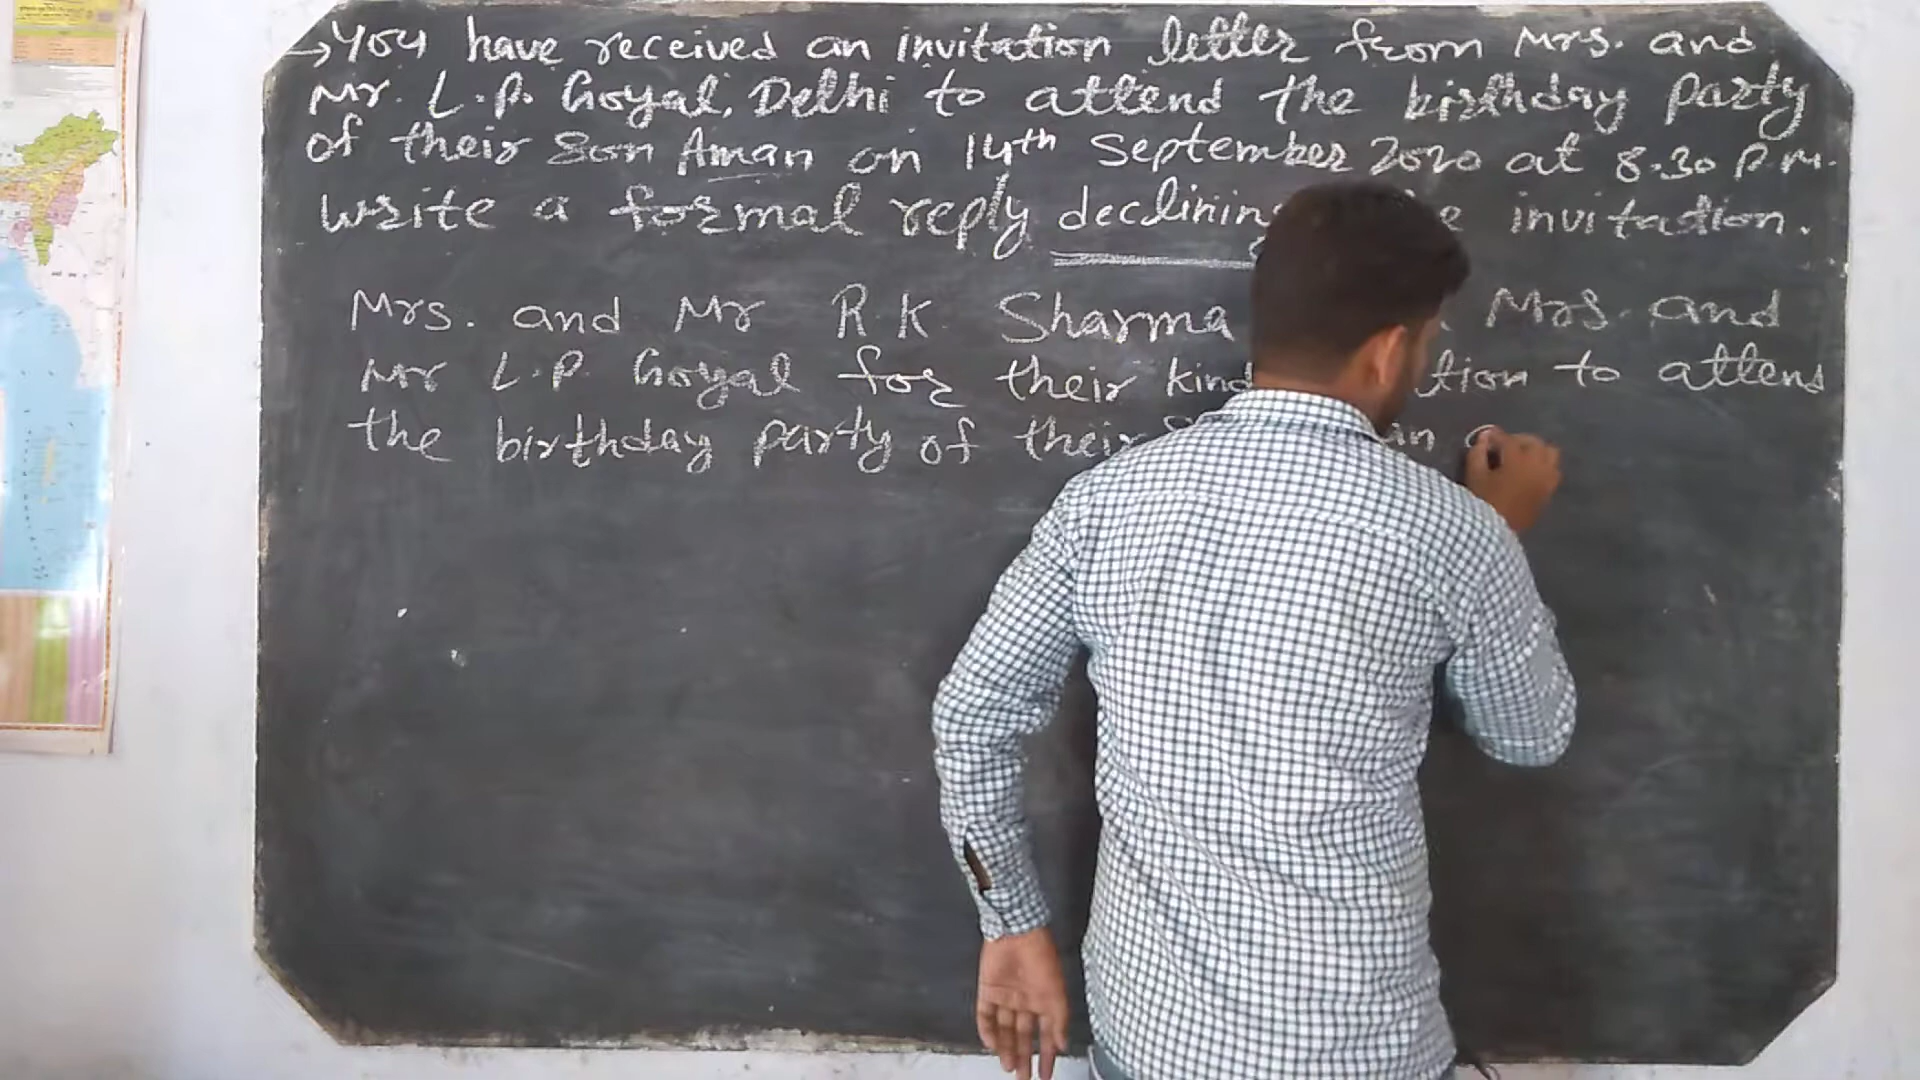 → You have received an invitation letter from Mrs. and
Mr. L.P. Goyal, Delhi to attend the birthday party
of their son Aman on 14th September 2020 at 8.30 P.M.
write a formal reply declining invitation.
Mrs. and Mr R.K. Sharma Mrs. and
Mr L.P. Goyal for their kind to attend
the birthday party of their